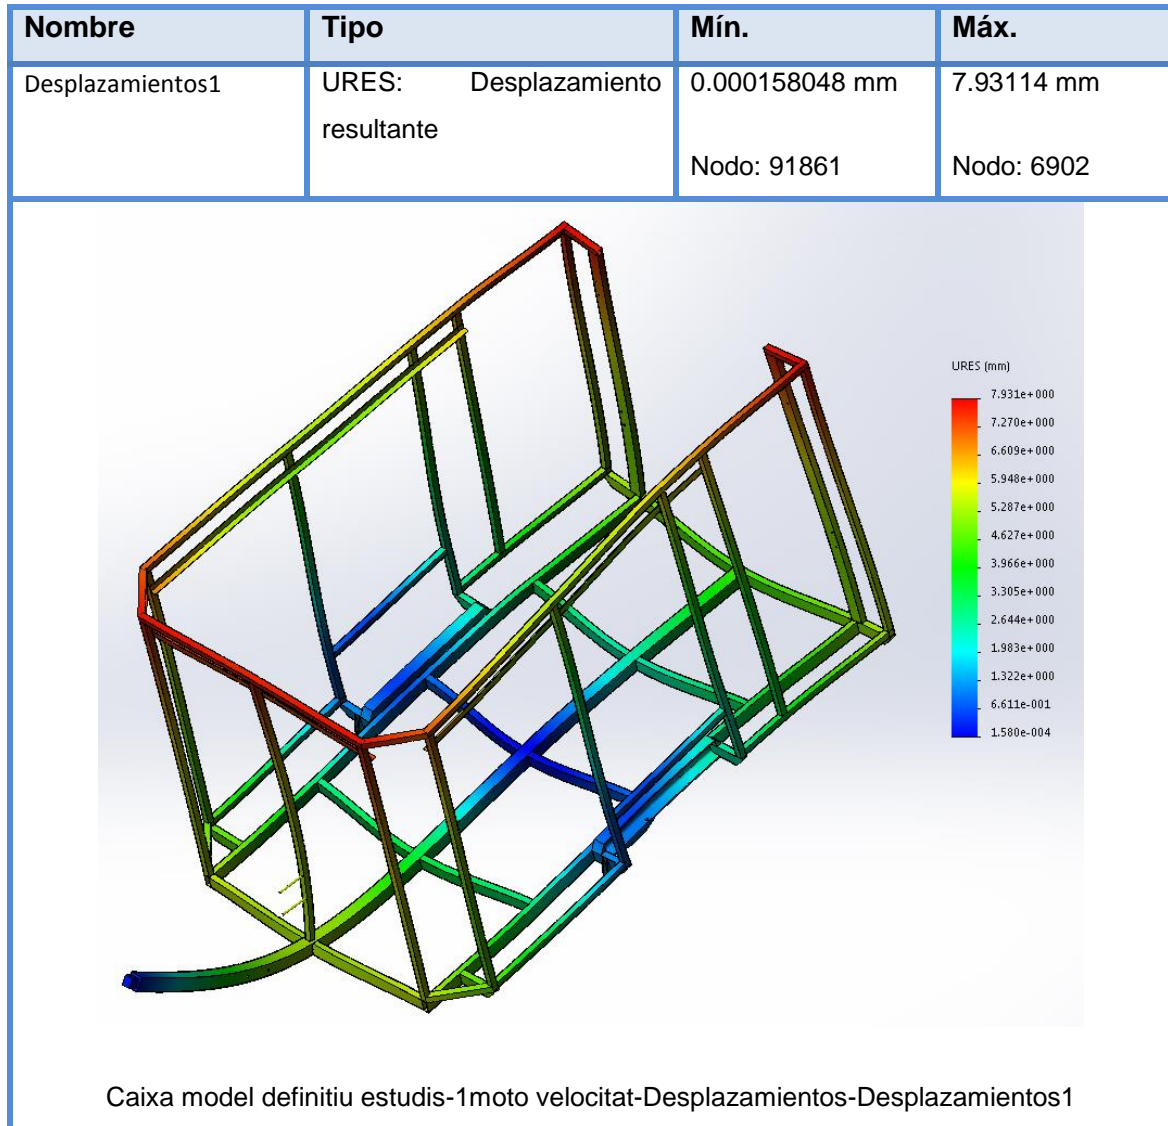 Nombre Tipo Mín. Máx.
Desplazamientos1 URES: Desplazamiento 0.000158048 mm 7.93114 mm
resultante
Nodo: 91861 Nodo: 6902
URES (mm)
7.931e+000
7.270e+000
6.609e+000
5.948e+000
5.287e+000
4.627e+000
3.966e+000
3.305e+000
2.644e+000
1.983e+000
1.322e+000
6.611e-001
1.580e-004
Caixa model definitiu estudis-1moto velocitat-Desplazamientos-Desplazamientos1